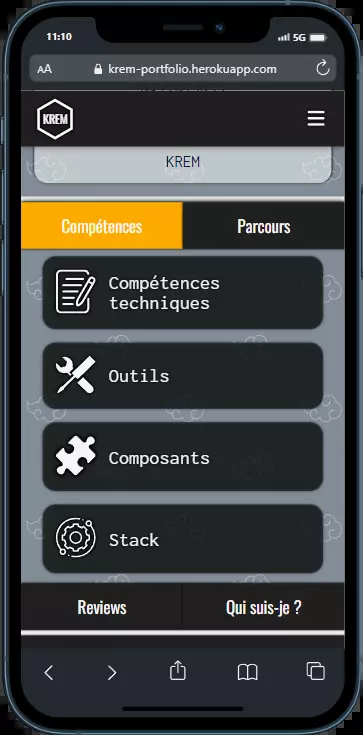 11:10
5G
AA
krem-portfolio.herokuapp.com
KREM
KREM
Compétences
Parcours
Compétences
techniques
Outils
Composants
Stack
Reviews
Qui suis-je ?